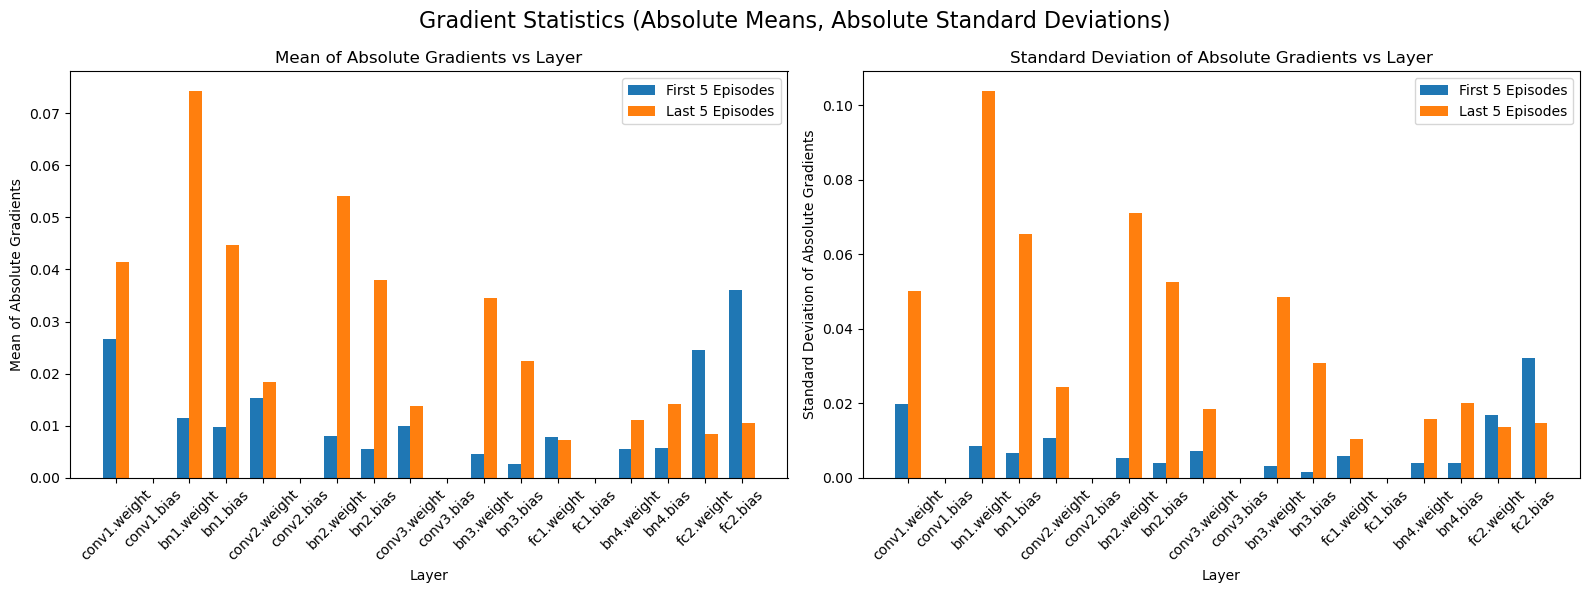 Gradient Statistics (Absolute Means, Absolute Standard Deviations)
Mean of Absolute Gradients vs Layer
Mean of Absolute Gradients
0.07
0.06
0.05
0.04
0.03
0.02
0.01
0.00
First 5 Episodes
Last 5 Episodes
conv1.weight
conv1.bias
bn1.weight
bn1.bias
conv2.weight
conv2.bias
bn2.weight
bn2.bias
conv3.weight
conv3.bias
bn3.weight
bn3.bias
fc1.weight
fc1.bias
bn4.weight
bn4.bias
fc2.weight
fc2.bias
Layer
Standard Deviation of Absolute Gradients vs Layer
Standard Deviation of Absolute Gradients
0.10
0.08
0.06
0.04
0.02
0.00
First 5 Episodes
Last 5 Episodes
conv1.weight
conv1.bias
bn1.weight
bn1.bias
conv2.weight
conv2.bias
bn2.weight
bn2.bias
conv3.weight
conv3.bias
bn3.weight
bn3.bias
fc1.weight
fc1.bias
bn4.weight
bn4.bias
fc2.weight
fc2.bias
Layer